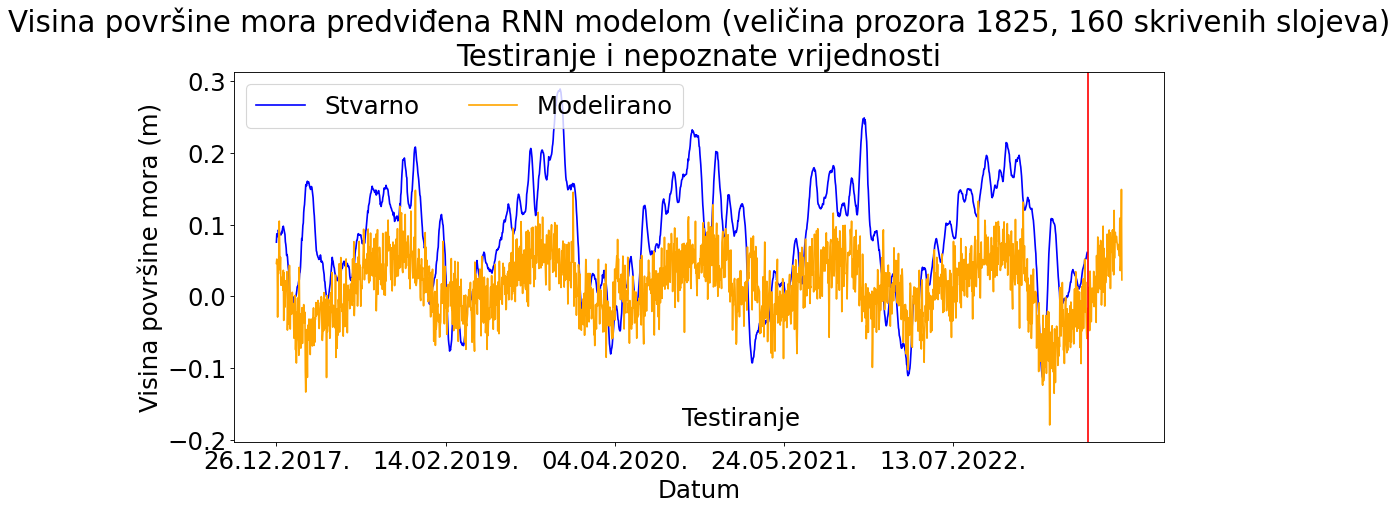 Visina površine mora predviđena RNN modelom (veličina prozora 1825, 160 skrivenih slojeva)
Testiranje i nepoznate vrijednosti
Stvarno
Modelirano
Visina površine mora (m)
0.3
0.2
0.1
0.0
−0.1
−0.2
Testiranje
26.12.2017.
14.02.2019.
04.04.2020.
24.05.2021.
13.07.2022.
Datum